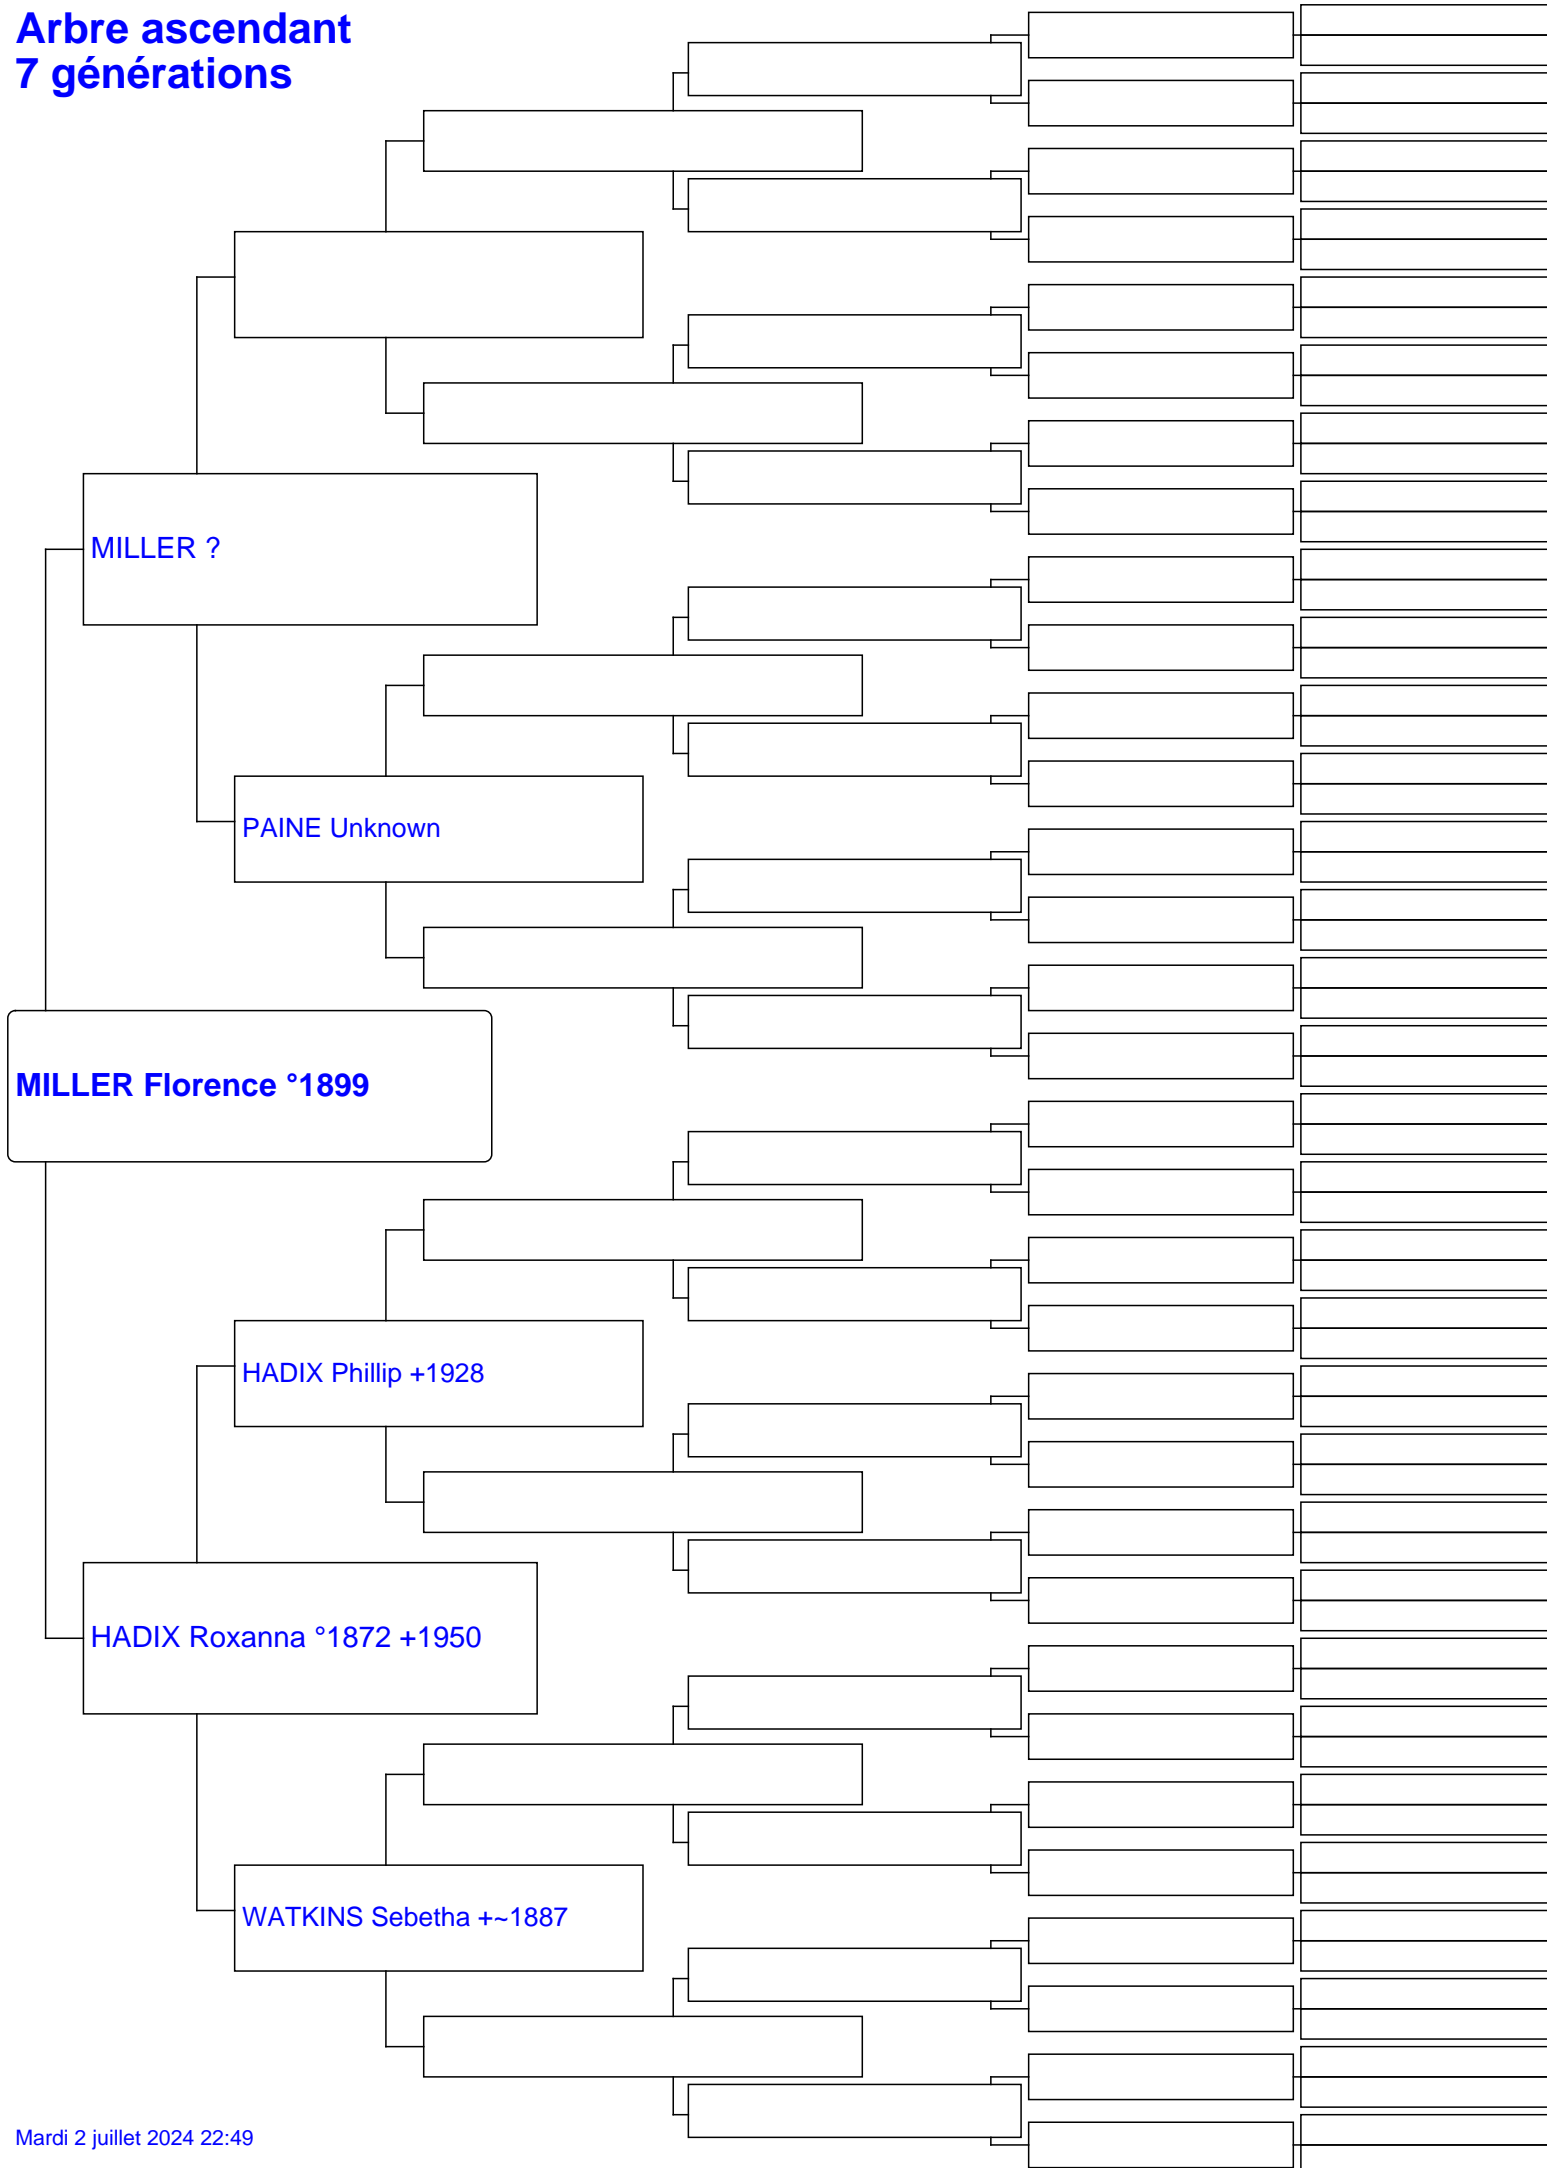 Arbre ascendant
7 générations
MILLER ?
PAINE Unknown
MILLER Florence °1899
HADIX Phillip +1928
HADIX Roxanna °1872 +1950
WATKINS Sebetha +~1887
Mardi 2 juillet 2024 22:49